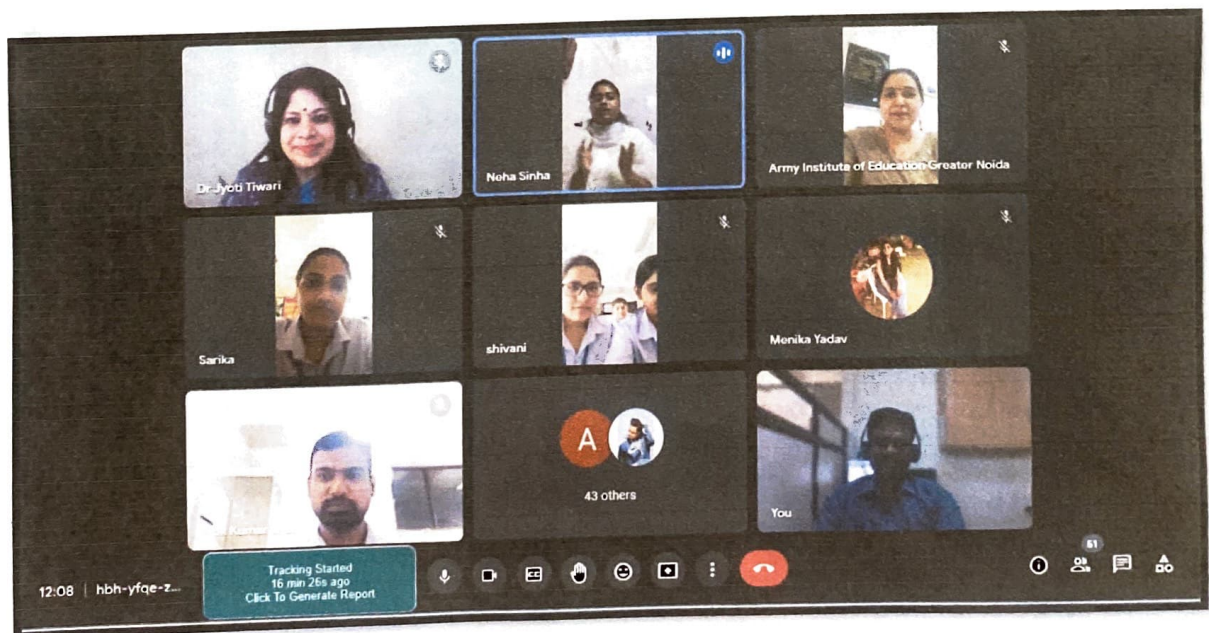 Dr Jyoti Tiwari
Neha Sinha
Army Institute of Education Greater Noida
Sarika
shivani
Menika Yadav
Kumar
A
43 others
You
Tracking Started
16 min 26s ago
Click To Generate Report
12:08 | hbh-yfqe-z...
51